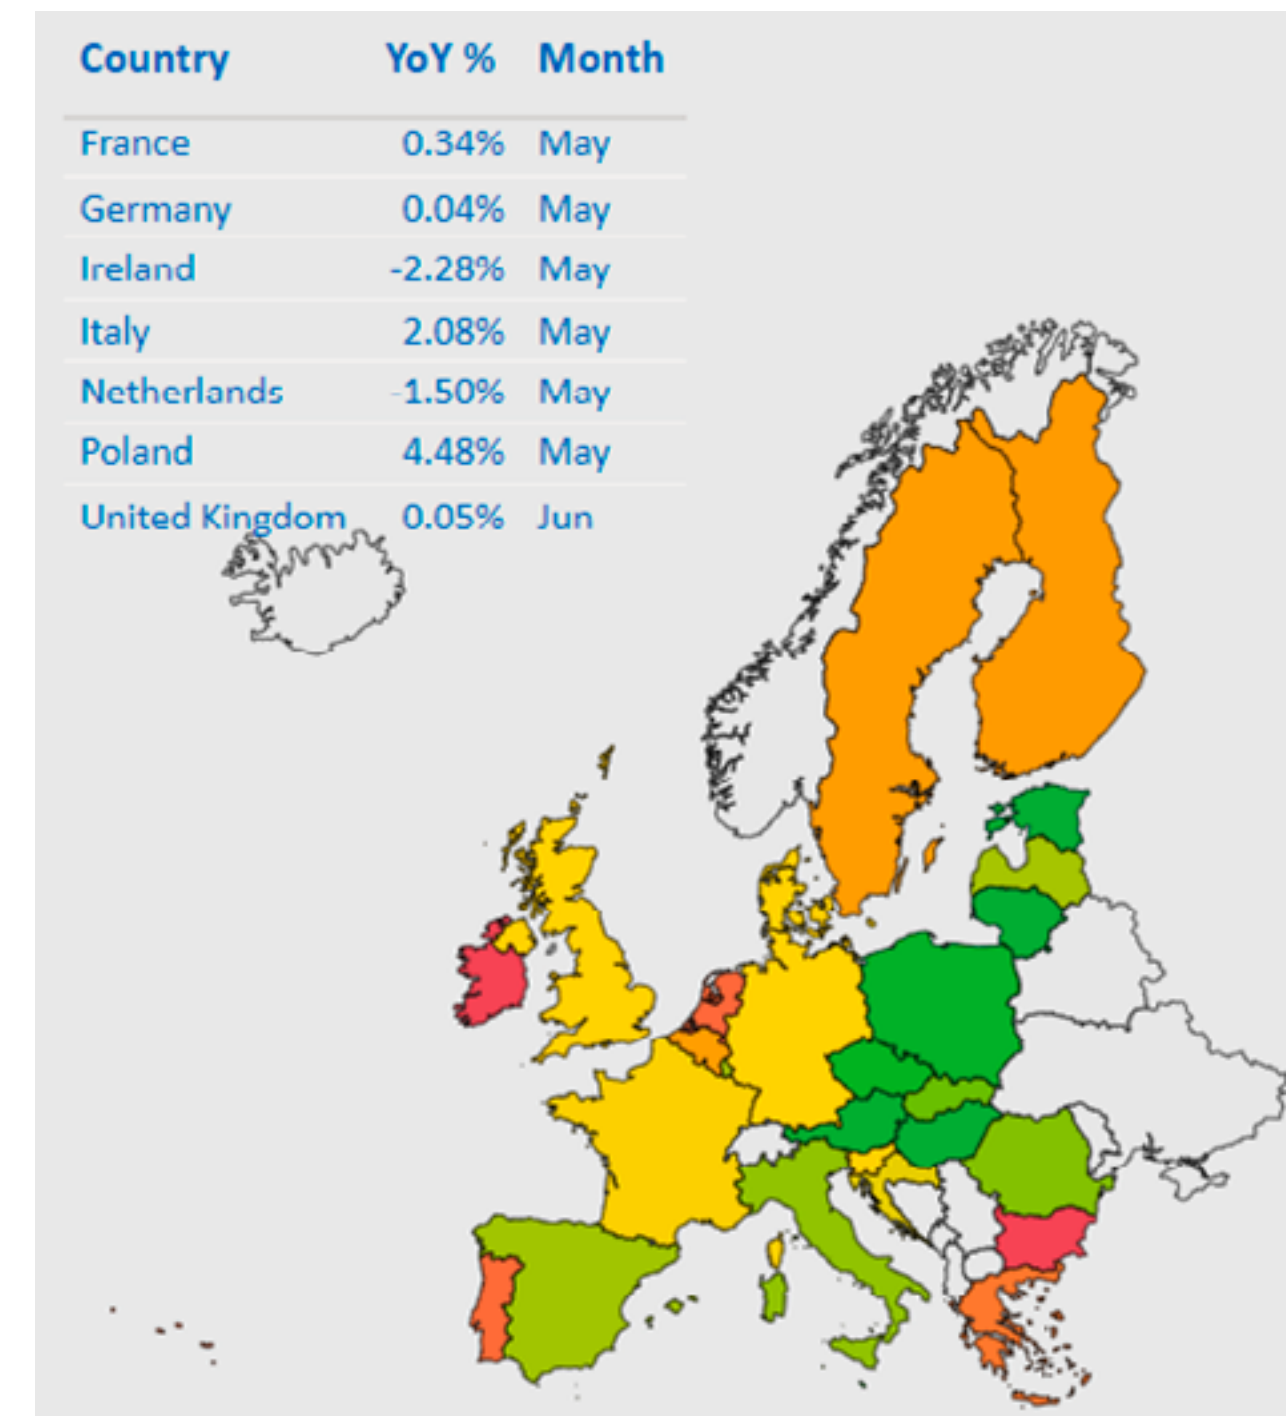 Country YoY % Month
France 0.34% May
Germany 0.04% May
Ireland -2.28% May
Italy 2.08% May
Netherlands -1.50% May
Poland 4.48% May
United Kingdom 0.05% Jun